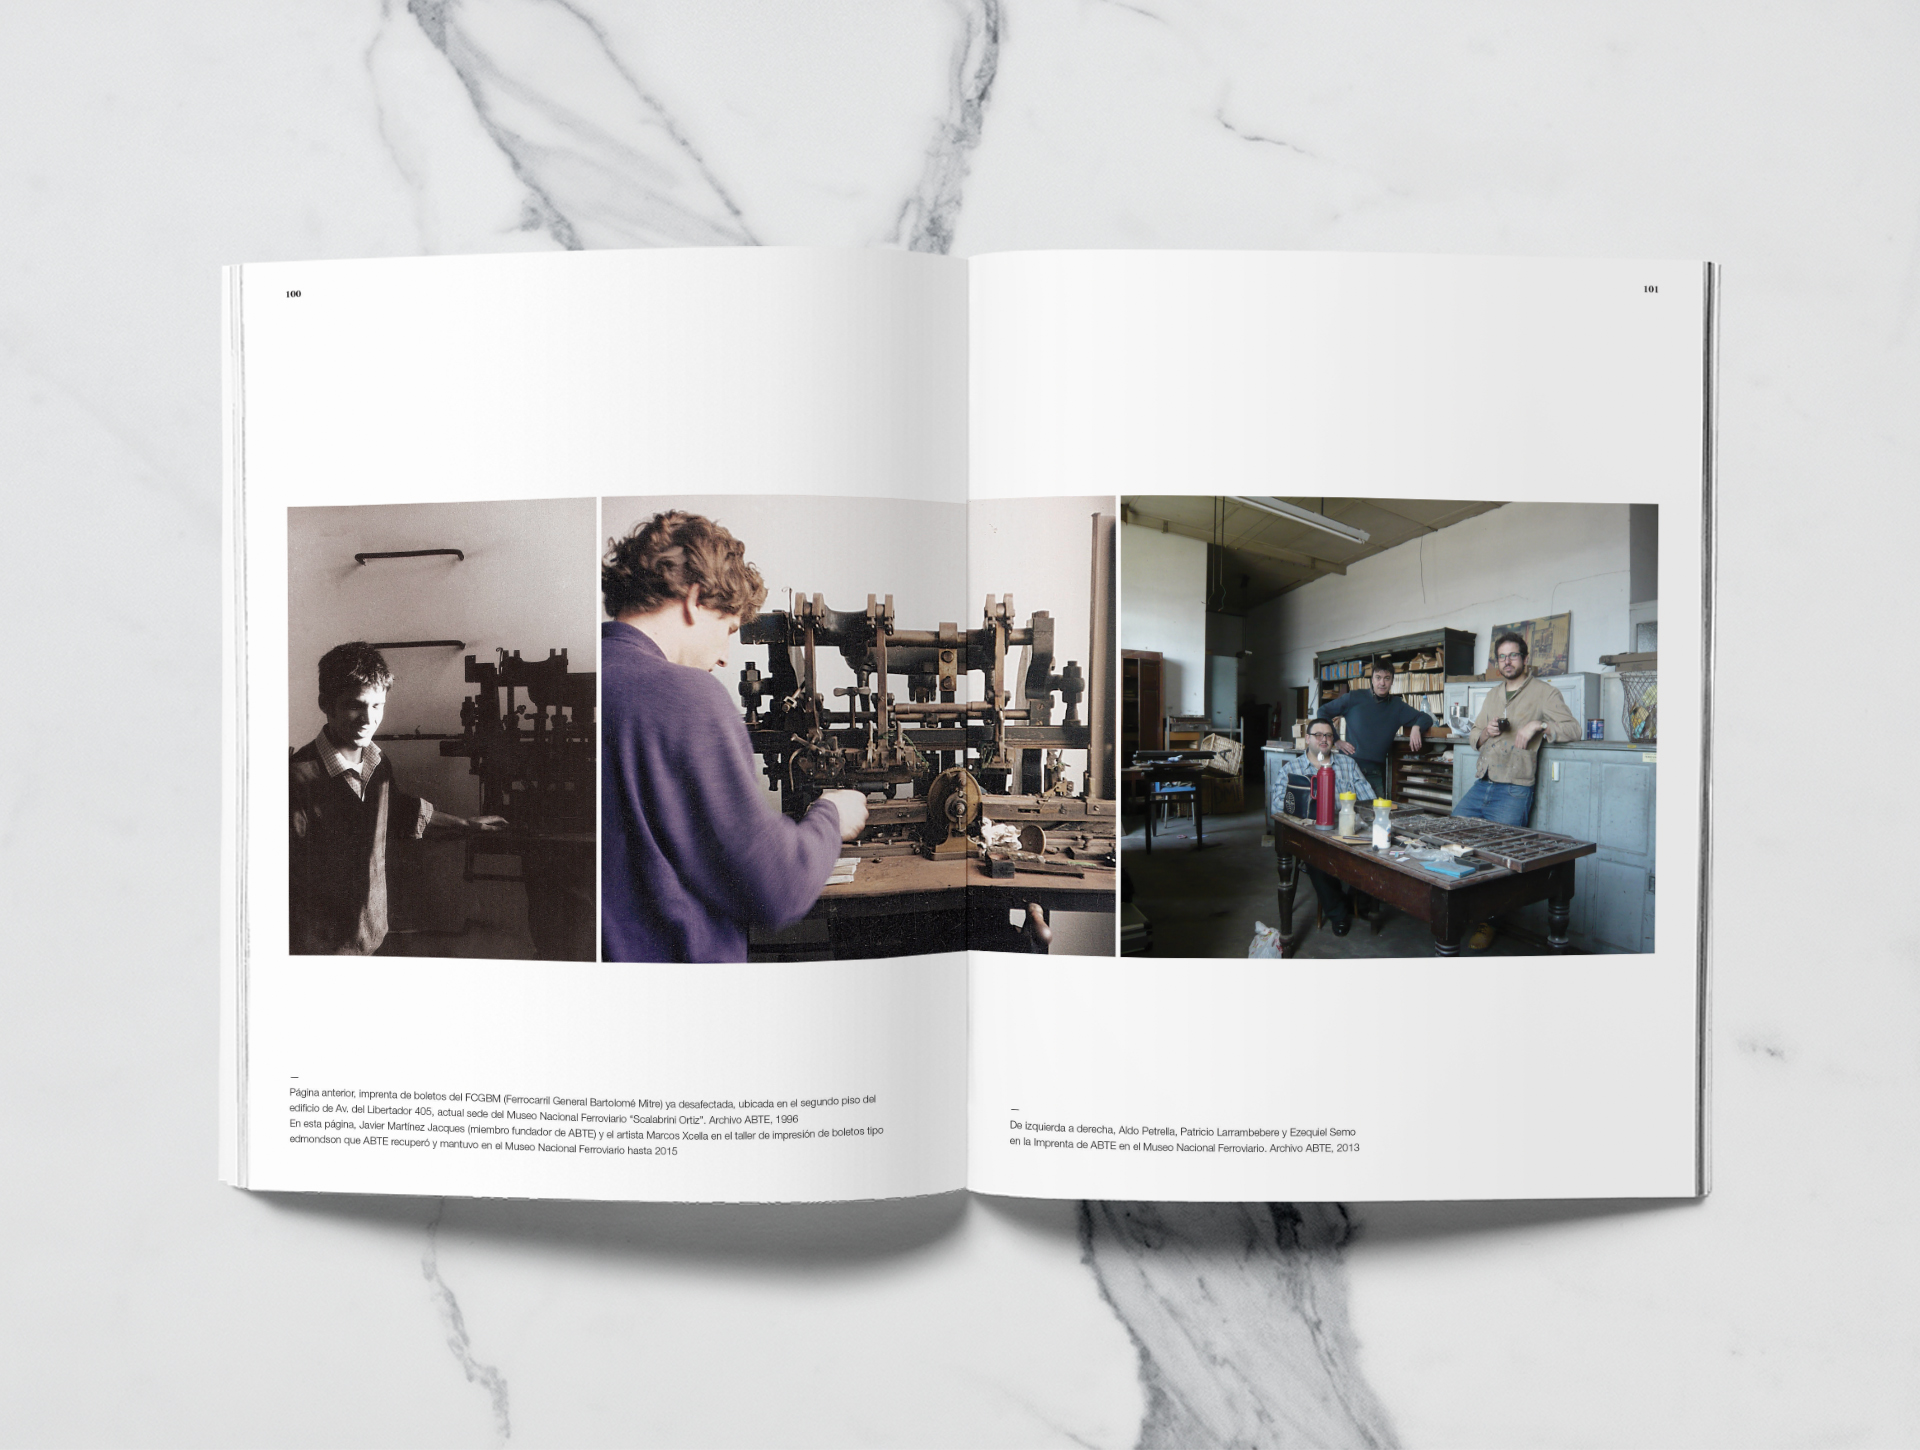 100
101
Página anterior, imprenta de boletos del FCGBM (Ferrocarril General Bartolomé Mitre) ya desafectada, ubicada en el segundo piso del
edificio de Av. del Libertador 405, actual sede del Museo Nacional Ferroviario "Scalabrini Ortiz". Archivo ABTE, 1996
En esta página, Javier Martínez Jacques (miembro fundador de ABTE) y el artista Marcos Xcella en el taller de impresión de boletos tipo
edmondson que ABTE recuperó y mantuvo en el Museo Nacional Ferroviario hasta 2015
De izquierda a derecha, Aldo Petrella, Patricio Larrambebere y Ezequiel Semo
en la Imprenta de ABTE en el Museo Nacional Ferroviario. Archivo ABTE, 2013